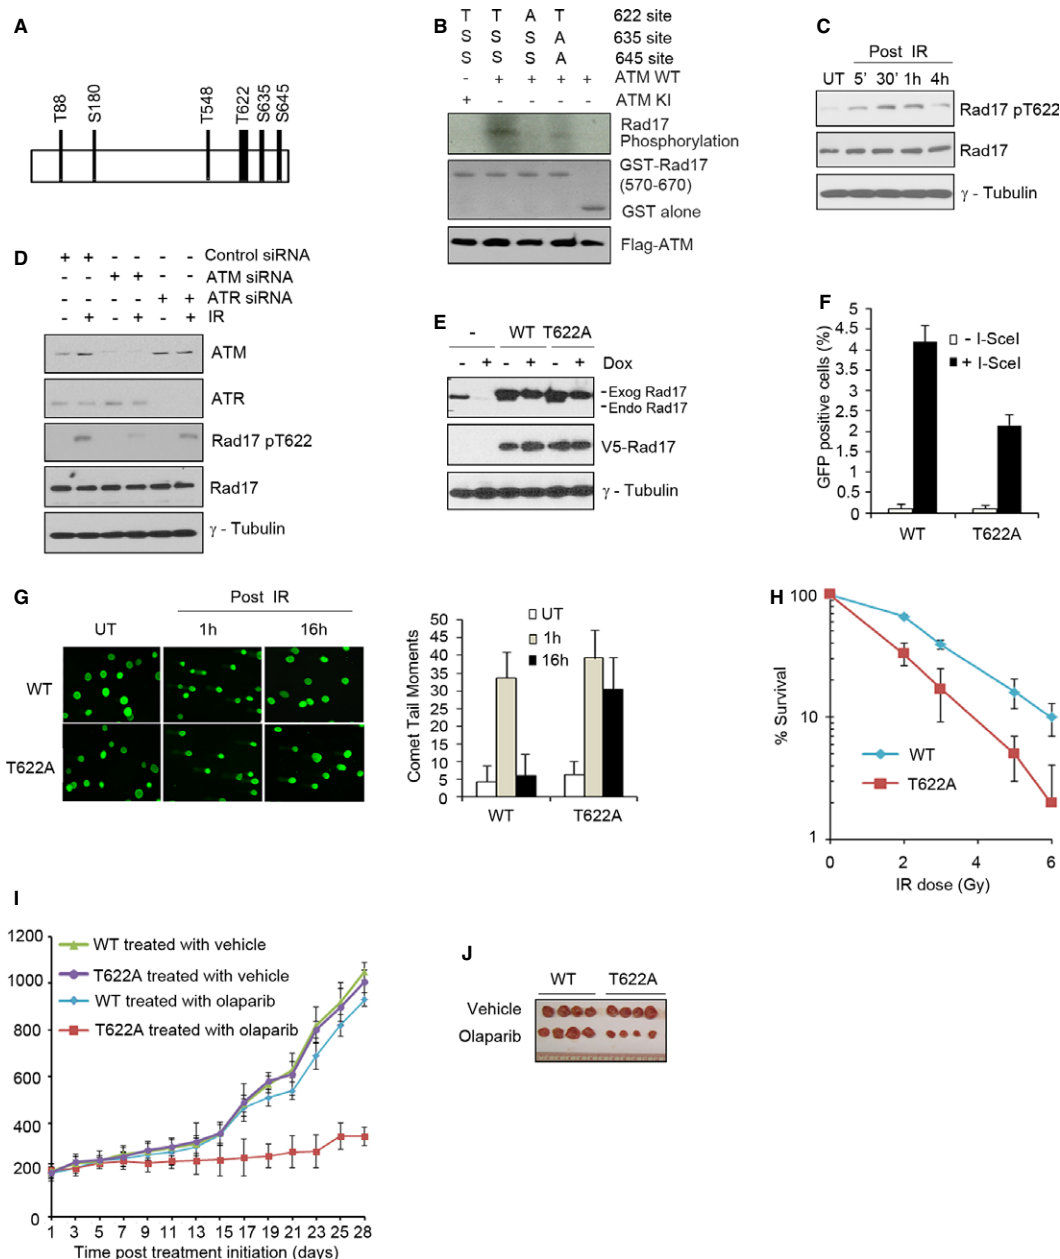 A
T88
S180
T548
T622
S635
S645
B
T T A T 622 site
S S S A 635 site
S S S A 645 site
- + + + + ATM WT
+ - - - - ATM KI
Rad17
Phosphorylation
GST-Rad17
(570-670)
GST alone
Flag-ATM
C
Post IR
UT 5' 30' 1h 4h
Rad17 pT622
Rad17
γ - Tubulin
D
+ + - - - - Control siRNA
- - + + - - ATM siRNA
- - - - + + ATR siRNA
- + - + - + IR
ATM
ATR
Rad17 pT622
Rad17
γ - Tubulin
E
- WT T622A
- + - + - + Dox
Exog Rad17
Endo Rad17
V5-Rad17
γ - Tubulin
F
GFP positive cells (%)
4.5
4
3.5
3
2.5
2
1.5
1
0.5
0
- I-SceI
+ I-SceI
WT T622A
G
Post IR
UT 1h 16h
WT
T622A
Comet Tail Moments
50
45
40
35
30
25
20
15
10
5
0
UT
1h
16h
WT T622A
H
% Survival
100
10
1
WT
T622A
0 2 4 6
IR dose (Gy)
I
1200
1000
800
600
400
200
0
WT treated with vehicle
T622A treated with vehicle
WT treated with olaparib
T622A treated with olaparib
1 3 5 7 9 11 13 15 17 19 21 23 25 28
Time post treatment initiation (days)
J
WT T622A
Vehicle
Olaparib